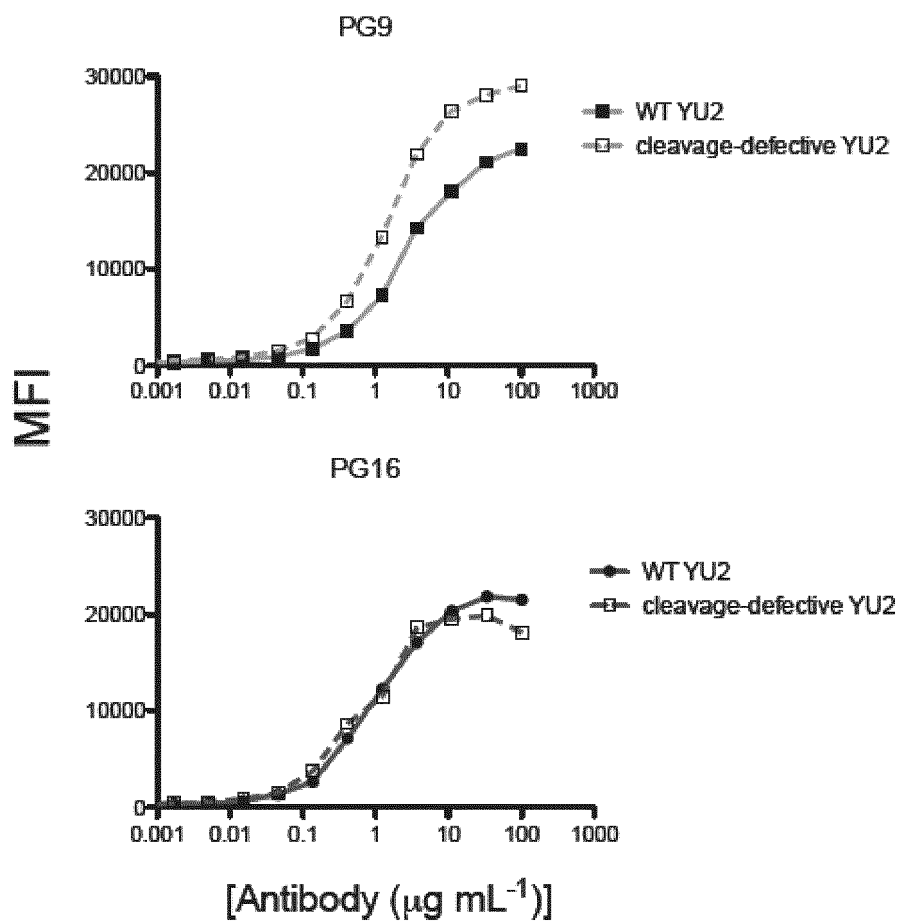 PG9
30000
20000
10000
0
0.001 0.01 0.1 1 10 100 1000
WT YU2
cleavage-defective YU2
MFI
PG16
30000
20000
10000
0
0.001 0.01 0.1 1 10 100 1000
WT YU2
cleavage-defective YU2
[Antibody (μg mL⁻¹)]